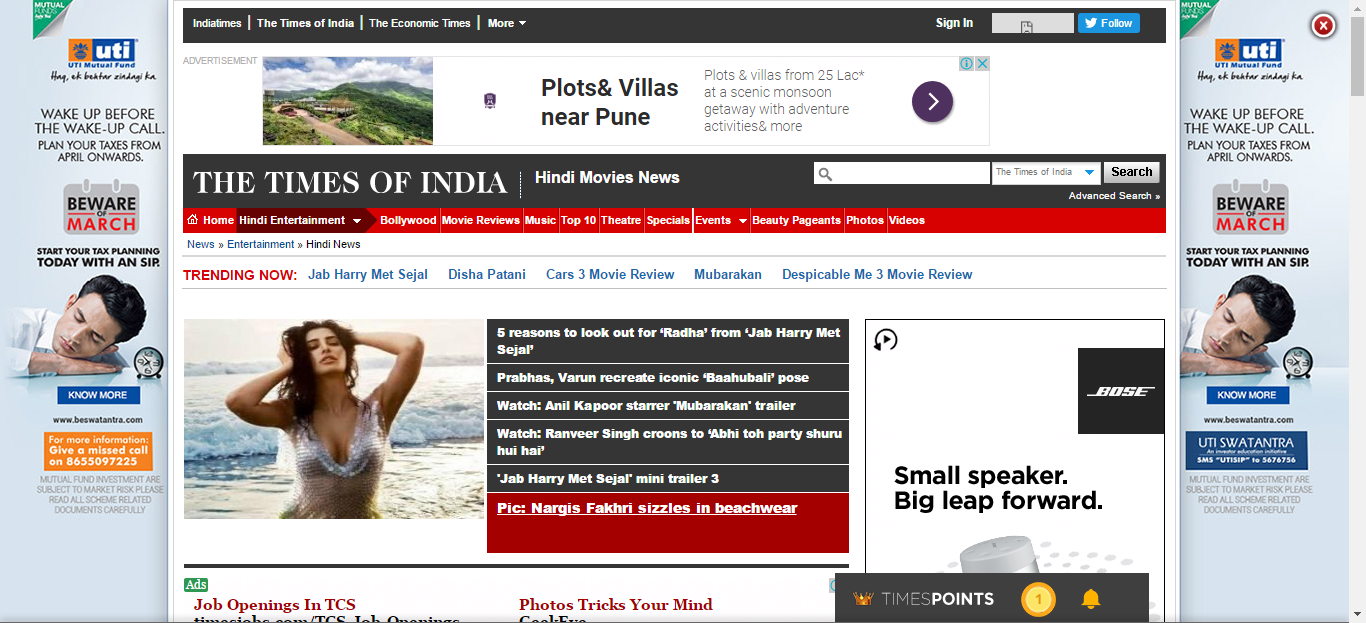 MUTUAL
FUNDS
Sahi Hai
uti
UTI Mutual Fund
Haq, ek behtar zindagi ka
WAKE UP BEFORE
THE WAKE-UP CALL.
PLAN YOUR TAXES FROM
APRIL ONWARDS.
BEWARE
OF
MARCH
START YOUR TAX PLANNING
TODAY WITH AN SIP.
KNOW MORE
www.beswatantra.com
For more information:
Give a missed call
on 8655097225
MUTUAL FUND INVESTMENT ARE
SUBJECT TO MARKET RISK PLEASE
READ ALL SCHEME RELATED
DOCUMENTS CAREFULLY
Indiatimes | The Times of India | The Economic Times | More
Sign In
Follow
ADVERTISEMENT
Plots& Villas
near Pune
Plots & villas from 25 Lac*
at a scenic monsoon
getaway with adventure
activities& more
THE TIMES OF INDIA
Hindi Movies News
The Times of India
Search
Advanced Search »
Home Hindi Entertainment Bollywood Movie Reviews Music Top 10 Theatre Specials Events Beauty Pageants Photos Videos
News » Entertainment » Hindi News
TRENDING NOW: Jab Harry Met Sejal Disha Patani Cars 3 Movie Review Mubarakan Despicable Me 3 Movie Review
5 reasons to look out for ‘Radha’ from ‘Jab Harry Met
Sejal’
Prabhas, Varun recreate iconic ‘Baahubali’ pose
Watch: Anil Kapoor starrer 'Mubarakan' trailer
Watch: Ranveer Singh croons to ‘Abhi toh party shuru
hui hai’
'Jab Harry Met Sejal' mini trailer 3
Pic: Nargis Fakhri sizzles in beachwear
BOSE
Small speaker.
Big leap forward.
Ads
Job Openings In TCS
timesjobs.com/TCS-Job-Openings
Photos Tricks Your Mind
GeekEye
TIMESPOINTS
1
MUTUAL
FUNDS
Sahi Hai
uti
UTI Mutual Fund
Haq, ek behtar zindagi ka
WAKE UP BEFORE
THE WAKE-UP CALL.
PLAN YOUR TAXES FROM
APRIL ONWARDS.
BEWARE
OF
MARCH
START YOUR TAX PLANNING
TODAY WITH AN SIP.
KNOW MORE
www.beswatantra.com
UTI SWATANTRA
An investor education initiative
SMS "UTISIP" to 5676756
MUTUAL FUND INVESTMENT ARE
SUBJECT TO MARKET RISK PLEASE
READ ALL SCHEME RELATED
DOCUMENTS CAREFULLY